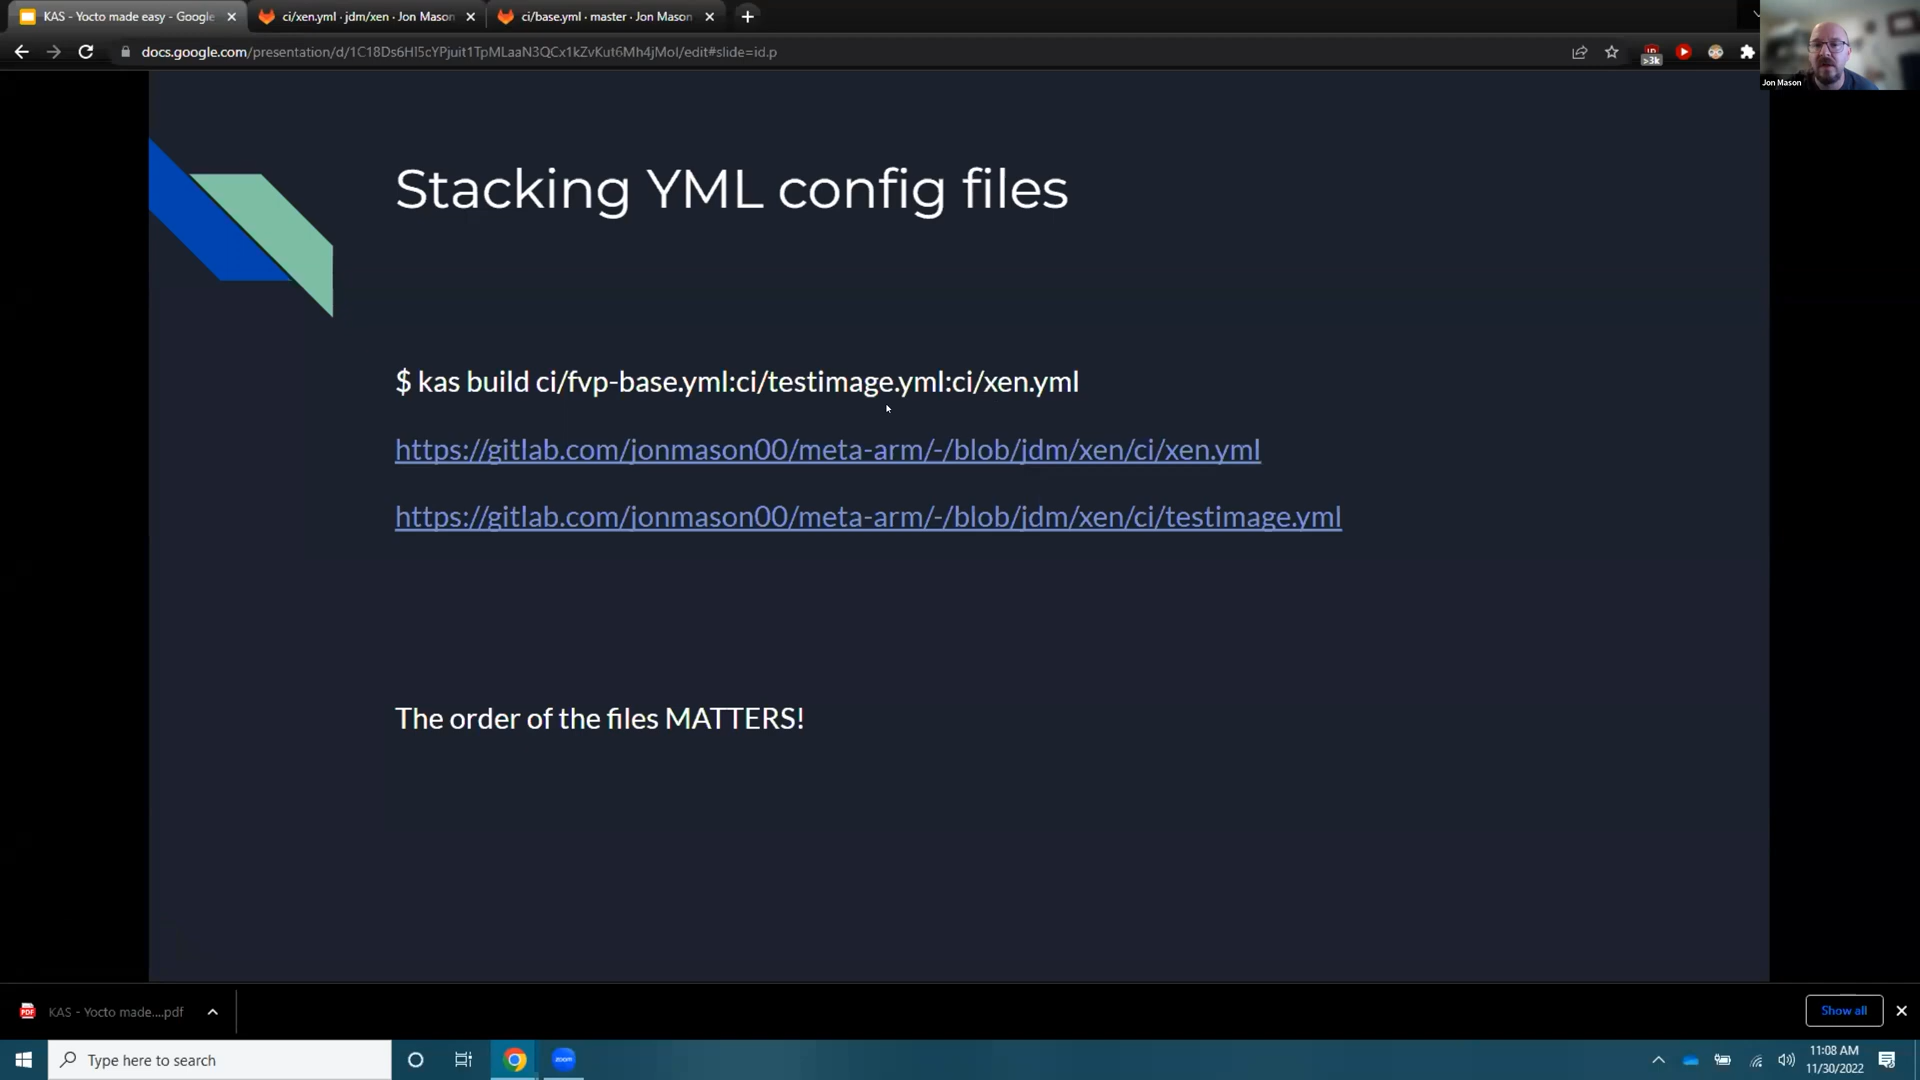 KAS - Yocto made easy - Google
ci/xen.yml · jdm/xen · Jon Mason
ci/base.yml · master · Jon Mason
docs.google.com/presentation/d/1C18Ds6Hl5cYPjuit1TpMLaaN3QCx1kZvKut6Mh4jMoI/edit#slide=id.p
>3k
Jon Mason
Stacking YML config files
$ kas build ci/fvp-base.yml:ci/testimage.yml:ci/xen.yml
https://gitlab.com/jonmason00/meta-arm/-/blob/jdm/xen/ci/xen.yml
https://gitlab.com/jonmason00/meta-arm/-/blob/jdm/xen/ci/testimage.yml
The order of the files MATTERS!
PDF
KAS - Yocto made....pdf
Show all
Type here to search
zoom
11:08 AM
11/30/2022